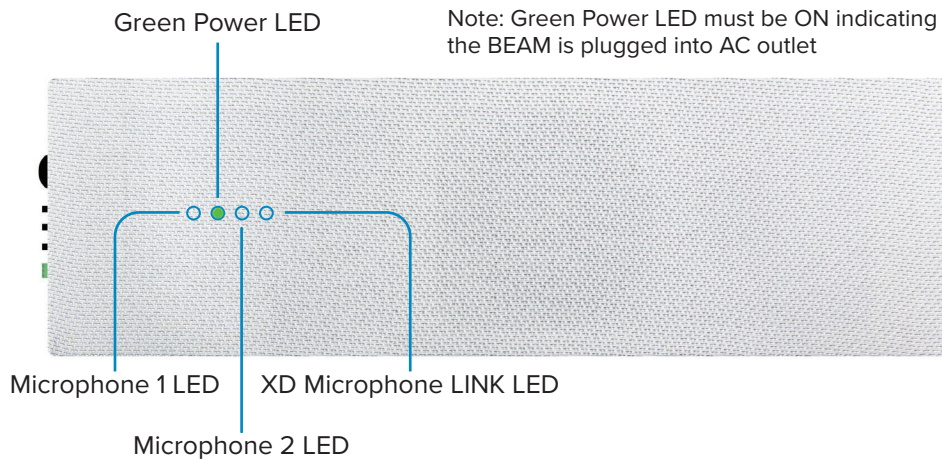 Green Power LED
Note: Green Power LED must be ON indicating
the BEAM is plugged into AC outlet
Microphone 1 LED
XD Microphone LINK LED
Microphone 2 LED